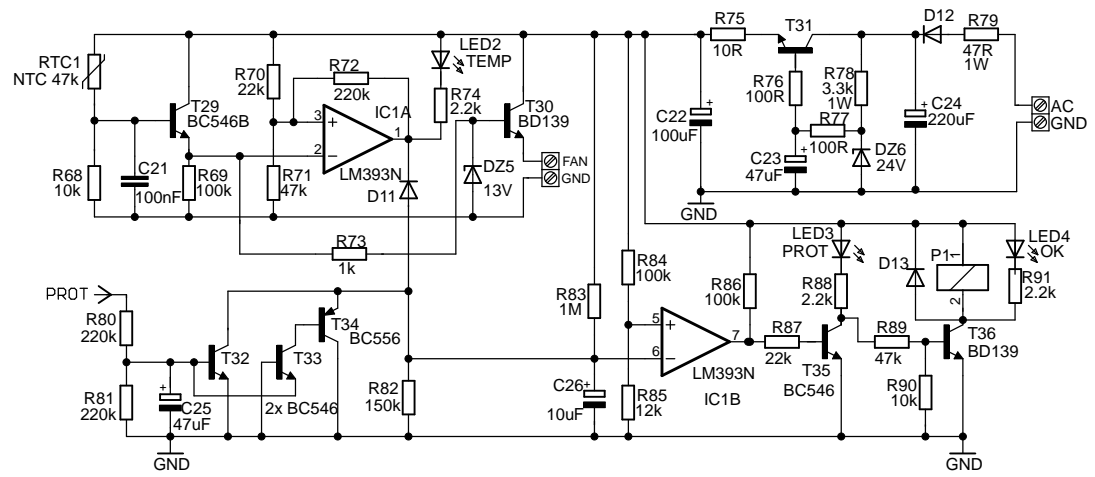 RTC1
NTC 47k
R68
10k
C21
100nF
T29
BC546B
R69
100k
R70
22k
R71
47k
R72
220k
3
2
1
IC1A
LM393N
D11
LED2
TEMP
R74
2.2k
DZ5
13V
T30
BD139
FAN
GND
R73
1k
R75
10R
T31
D12
R79
47R
1W
R76
100R
R78
3.3k
1W
R77
100R
C22
100uF
C23
47uF
DZ6
24V
C24
220uF
AC
GND
GND
PROT
R80
220k
R81
220k
C25
47uF
GND
T32
T33
2x BC546
T34
BC556
R82
150k
R83
1M
C26
10uF
R84
100k
R85
12k
5
6
7
LM393N
IC1B
R86
100k
R87
22k
LED3
PROT
R88
2.2k
T35
BC546
R89
47k
R90
10k
D13
P1
1
2
T36
BD139
LED4
OK
R91
2.2k
GND